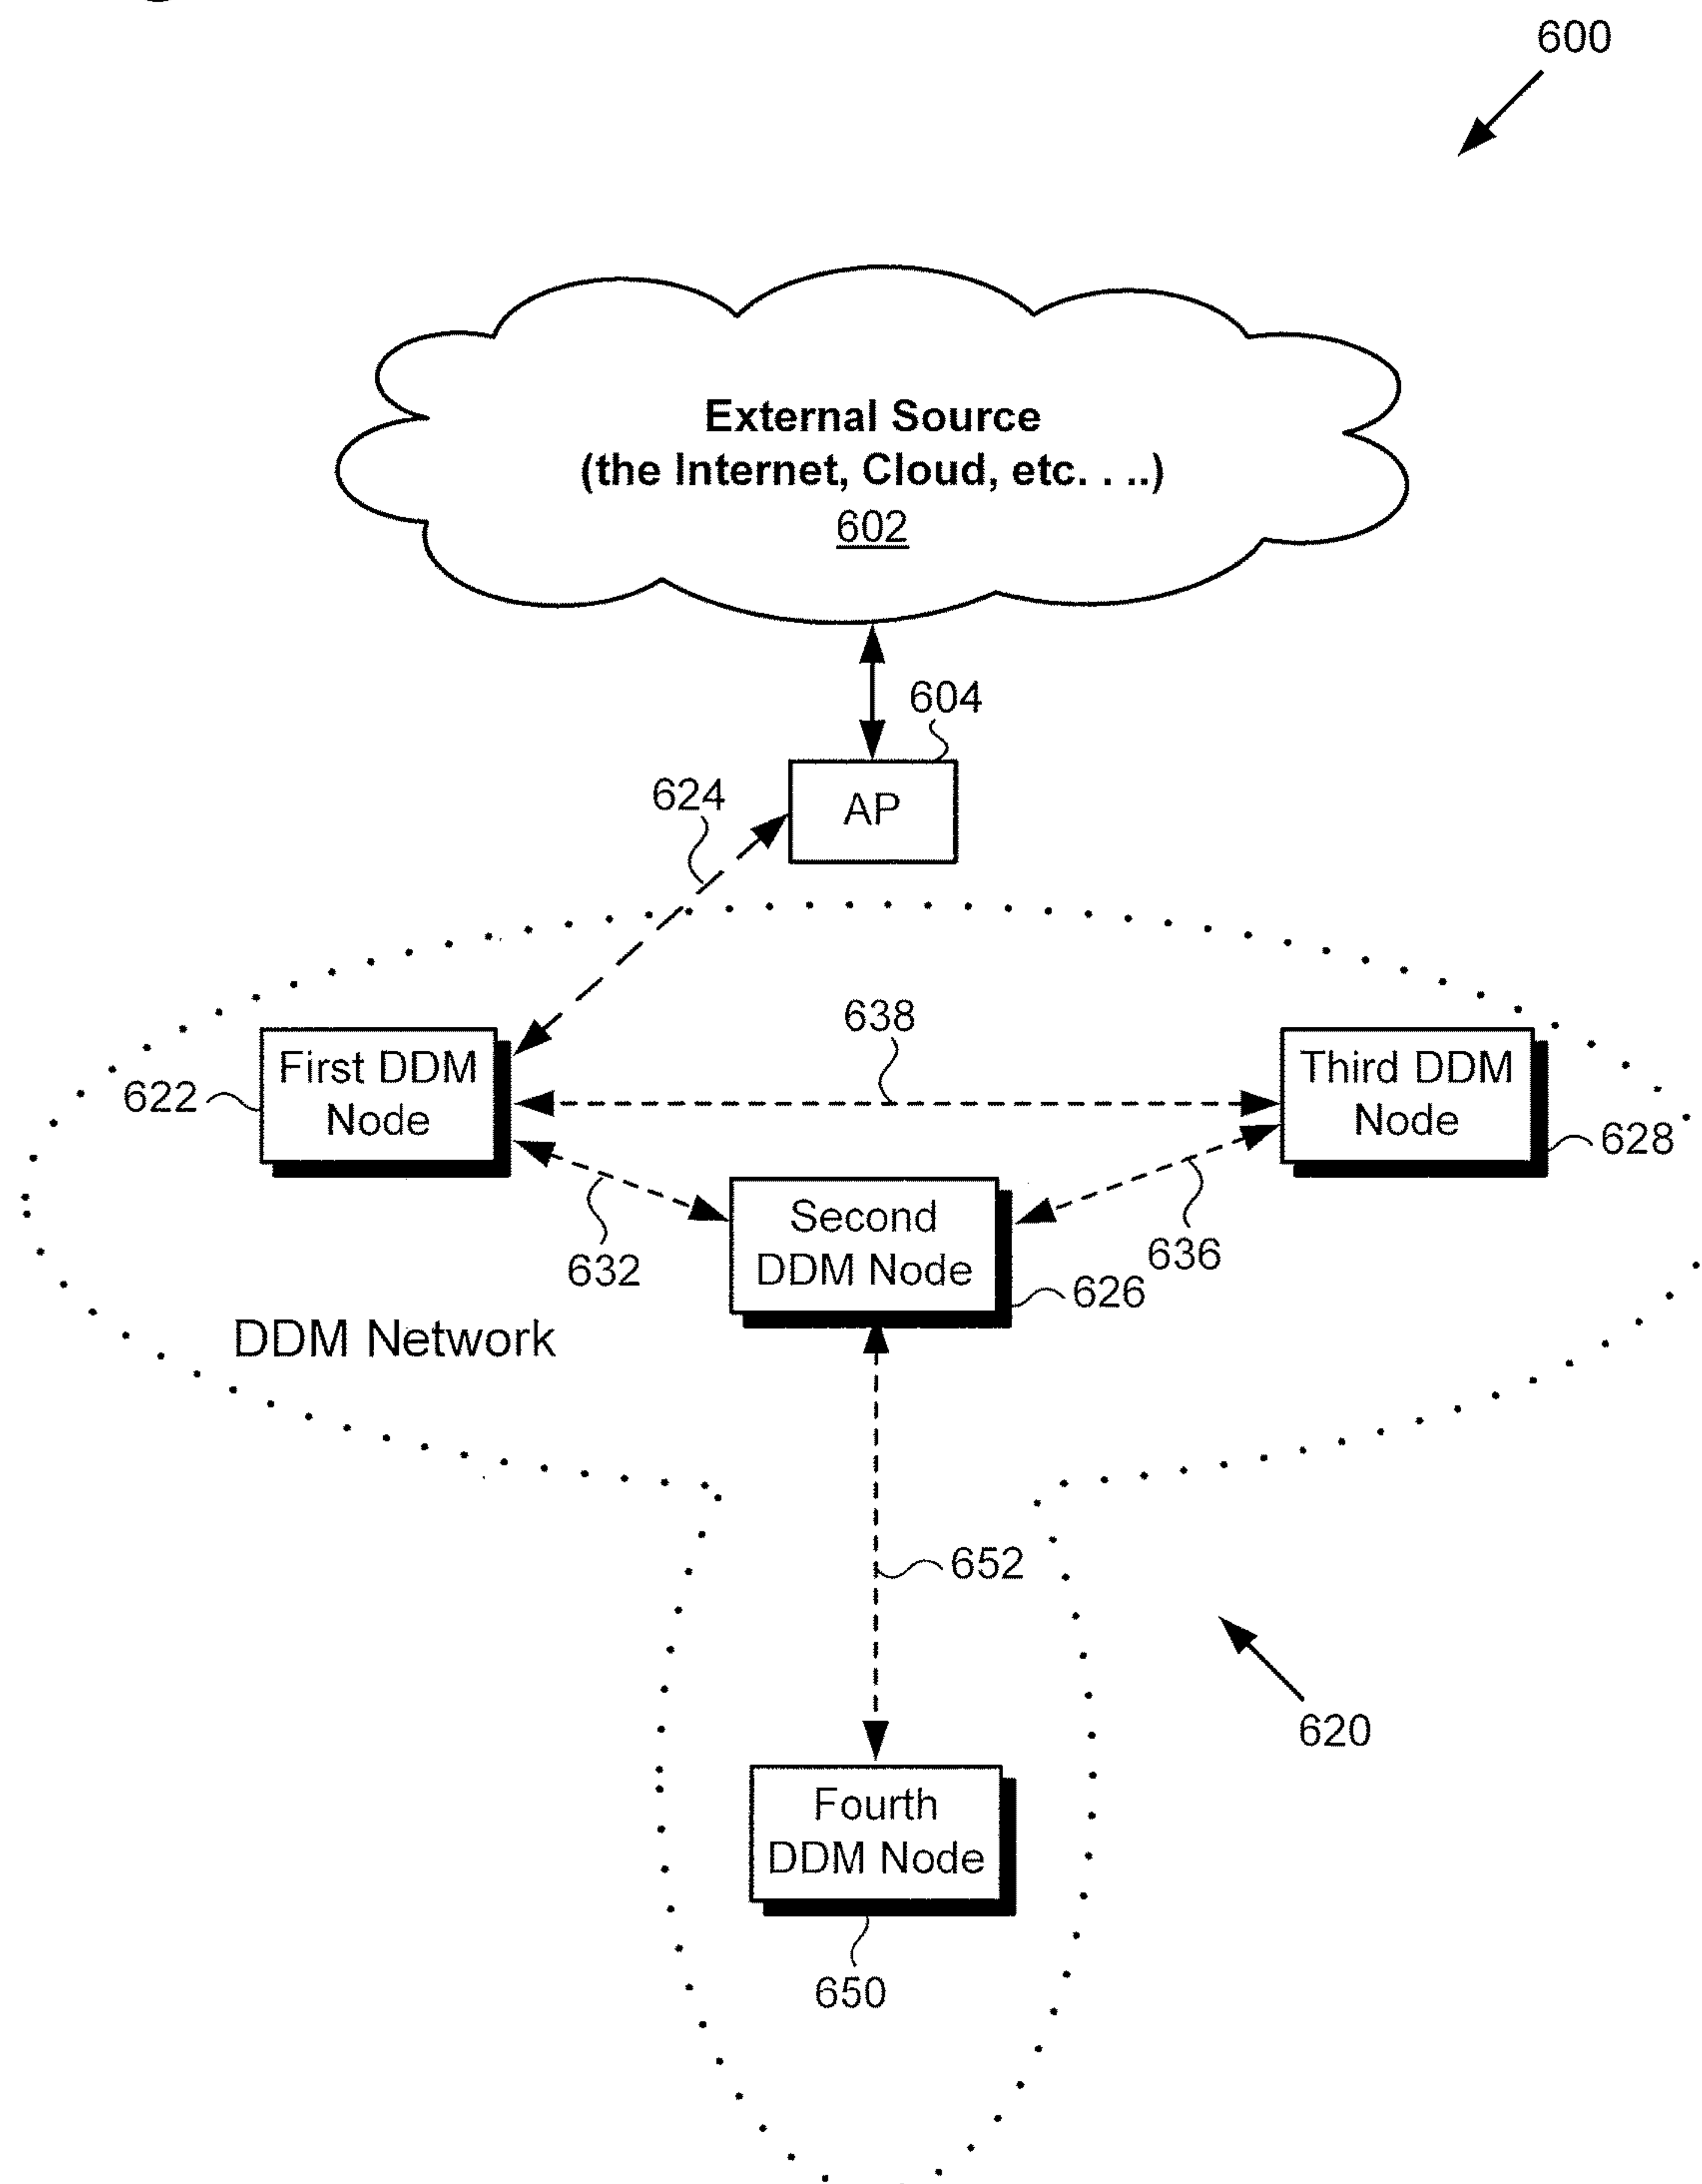 600
External Source
(the Internet, Cloud, etc. . ..)
602
604
AP
624
638
First DDM
Node
622
Third DDM
Node
628
632
Second
DDM Node
626
636
DDM Network
652
620
Fourth
DDM Node
650